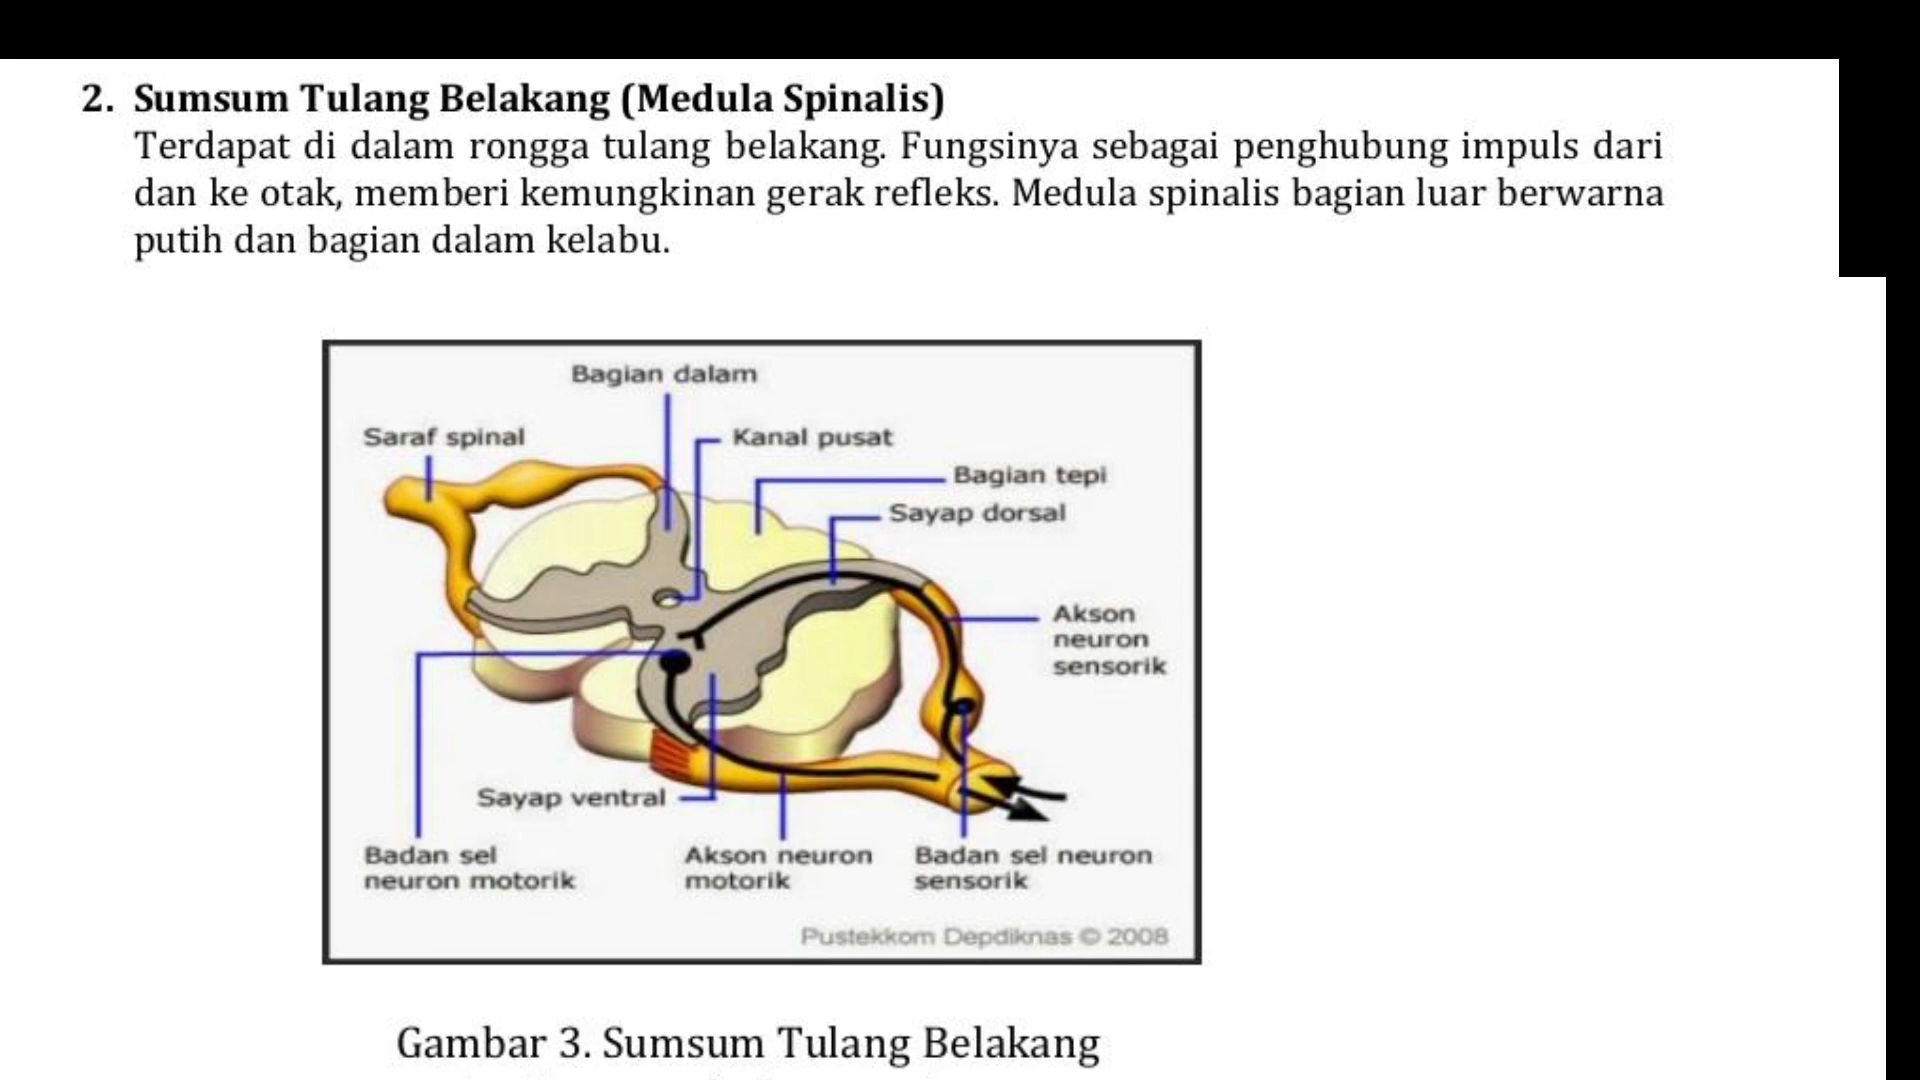 2. Sumsum Tulang Belakang (Medula Spinalis)
Terdapat di dalam rongga tulang belakang. Fungsinya sebagai penghubung impuls dari
dan ke otak, memberi kemungkinan gerak refleks. Medula spinalis bagian luar berwarna
putih dan bagian dalam kelabu.
Bagian dalam
Saraf spinal
Kanal pusat
Bagian tepi
Sayap dorsal
Akson
neuron
sensorik
Sayap ventral
Badan sel
neuron motorik
Akson neuron
motorik
Badan sel neuron
sensorik
Pustekkom Depdiknas © 2008
Gambar 3. Sumsum Tulang Belakang